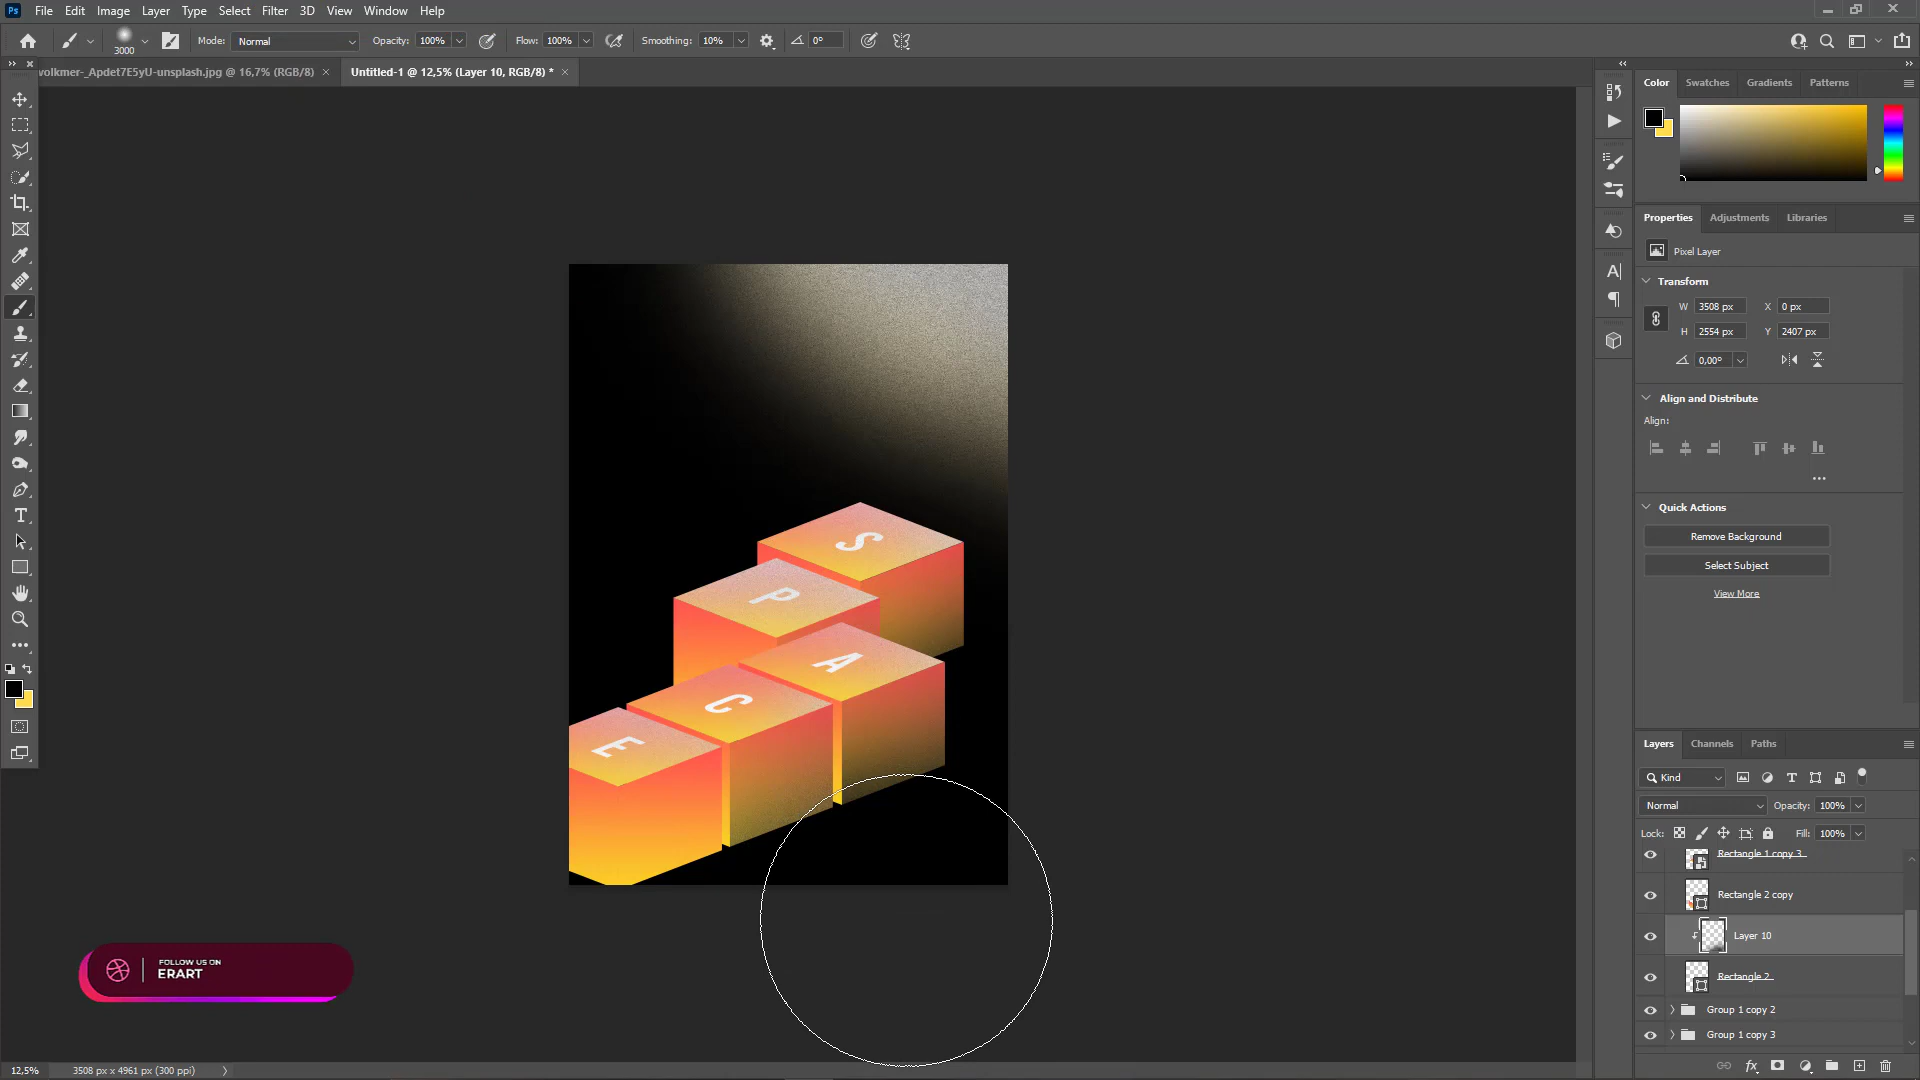 Ps File Edit Image Layer Type Select Filter 3D View Window Help
3000 Mode: Normal Opacity: 100% Flow: 100% Smoothing: 10% 0°
volkmer-_Apdet7E5yU-unsplash.jpg @ 16,7% (RGB/8) × Untitled-1 @ 12,5% (Layer 10, RGB/8) * ×
Color Swatches Gradients Patterns
Properties Adjustments Libraries
Pixel Layer
Transform
W 3508 px X 0 px
H 2554 px Y 2407 px
0,00°
Align and Distribute
Align:
Quick Actions
Remove Background
Select Subject
View More
S
P
A
C
E
Layers Channels Paths
Kind
Normal Opacity: 100%
Lock: Fill: 100%
Rectangle 1 copy 3
Rectangle 2 copy
Layer 10
Rectangle 2
Group 1 copy 2
Group 1 copy 3
FOLLOW US ON
ERART
12,5% 3508 px x 4961 px (300 ppi)